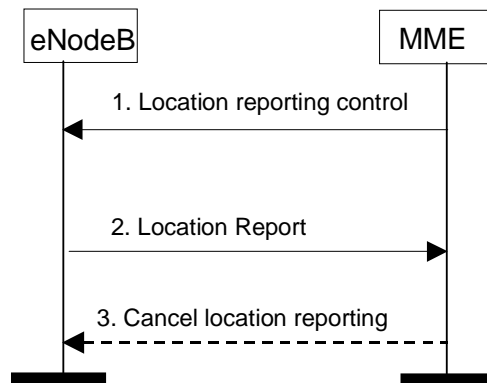 eNodeB
MME
1. Location reporting control
2. Location Report
3. Cancel location reporting